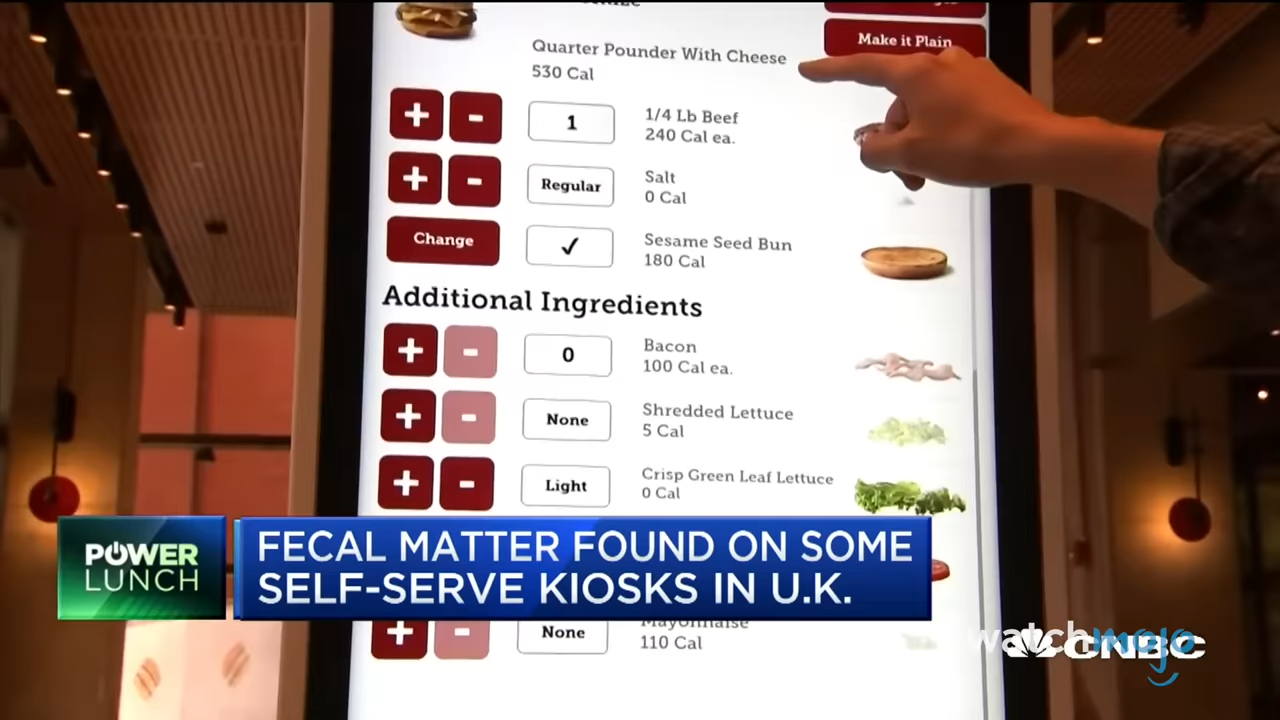 Make it Plain
Quarter Pounder With Cheese
530 Cal
+ - 1 1/4 Lb Beef
240 Cal ea.
+ - Regular Salt
0 Cal
Change ✓ Sesame Seed Bun
180 Cal
Additional Ingredients
+ - 0 Bacon
100 Cal ea.
+ - None Shredded Lettuce
5 Cal
+ - Light Crisp Green Leaf Lettuce
0 Cal
POWER
LUNCH
FECAL MATTER FOUND ON SOME
SELF-SERVE KIOSKS IN U.K.
+ - None Mayonnaise
110 Cal
watchmojo
CNBC